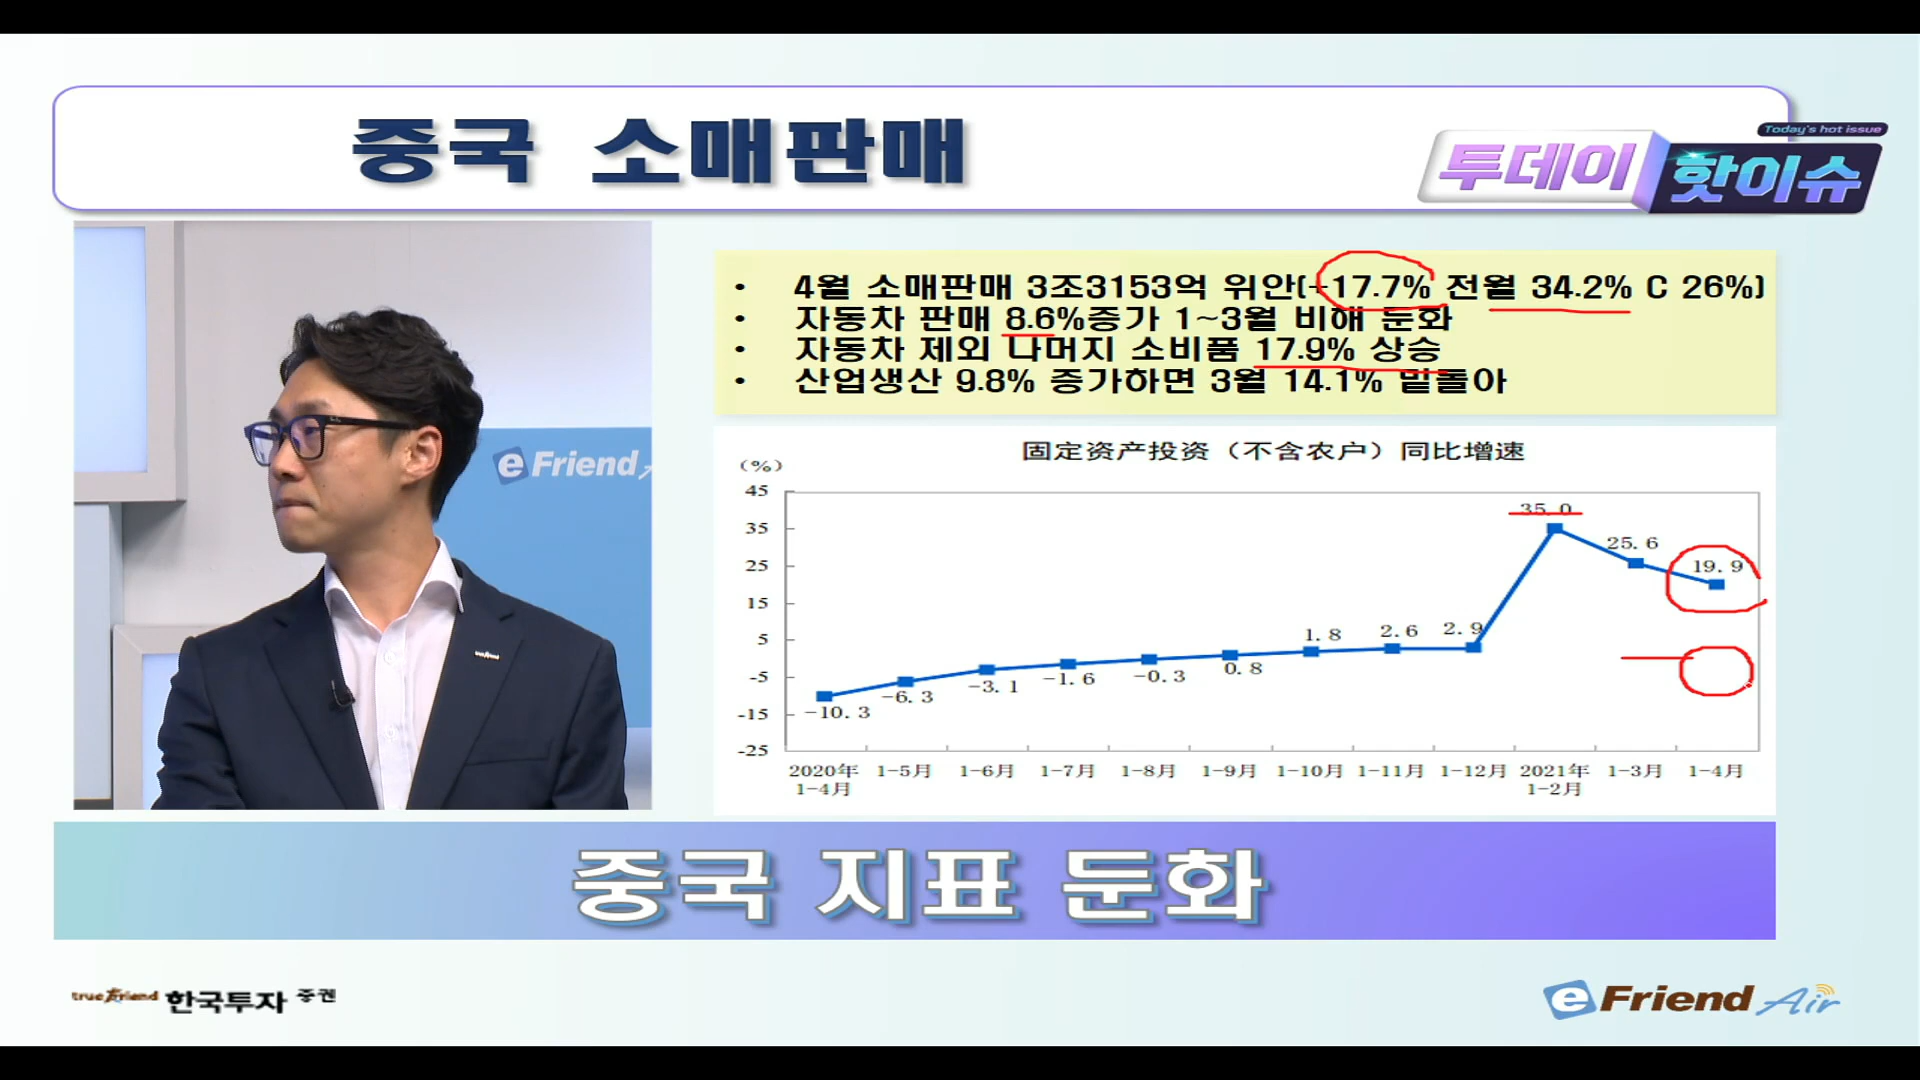 중국 소매판매
Today's hot issue
투데이 핫이슈
• 4월 소매판매 3조3153억 위안(+17.7% 전월 34.2% C 26%)
• 자동차 판매 8.6%증가 1~3월 비해 둔화
• 자동차 제외 나머지 소비품 17.9% 상승
• 산업생산 9.8% 증가하면 3월 14.1% 밑돌아
eFriend
固定资产投资（不含农户）同比增速
(%)
45
35
25
15
5
-5
-15
-25
-10.3
-6.3
-3.1
-1.6
-0.3
0.8
1.8
2.6
2.9
35.0
25.6
19.9
2020年 1-5月 1-6月 1-7月 1-8月 1-9月 1-10月 1-11月 1-12月 2021年 1-3月 1-4月
1-4月 1-2月
중국 지표 둔화
true friend 한국투자 증권
eFriend Air